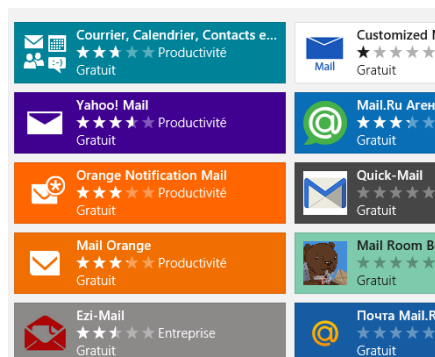 Courrier, Calendrier, Contacts e...
Productivité
Gratuit
Yahoo! Mail
Productivité
Gratuit
Orange Notification Mail
Productivité
Gratuit
Mail Orange
Productivité
Gratuit
Ezi-Mail
Entreprise
Gratuit
Mail
Customized
Gratuit
Mail.Ru Аген
Gratuit
Quick-Mail
Gratuit
Mail Room B
Gratuit
Почта Mail.R
Gratuit